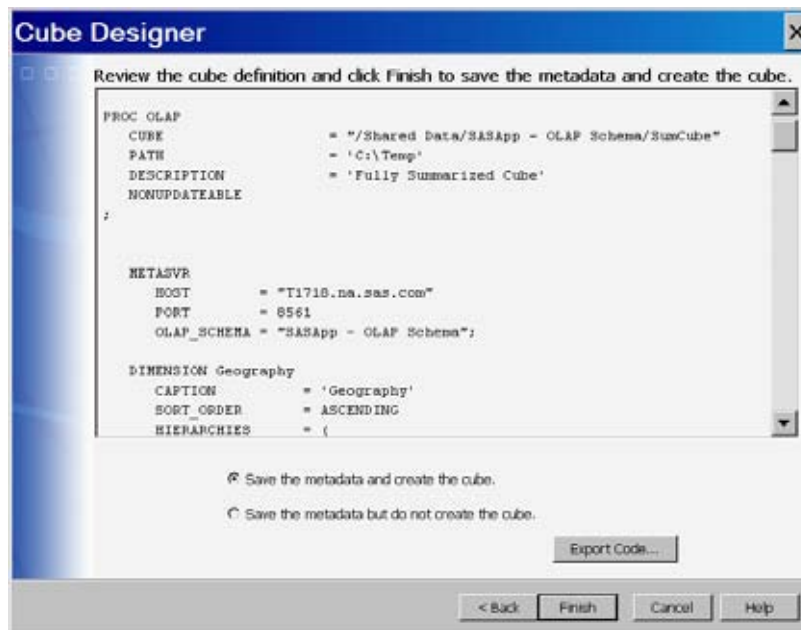 Cube Designer
Review the cube definition and click Finish to save the metadata and create the cube.
PROC OLAP
CUBE = "/Shared Data/SASApp - OLAP Schema/SumCube"
PATH = 'C:\Temp'
DESCRIPTION = 'Fully Summarized Cube'
NONUPDATEABLE
;
METASVR
HOST = "T1718.na.sas.com"
PORT = 8561
OLAP_SCHEMA = "SASApp - OLAP Schema";
DIMENSION Geography
CAPTION = 'Geography'
SORT_ORDER = ASCENDING
HIERARCHIES = (
Save the metadata and create the cube.
Save the metadata but do not create the cube.
Export Code...
< Back Finish Cancel Help